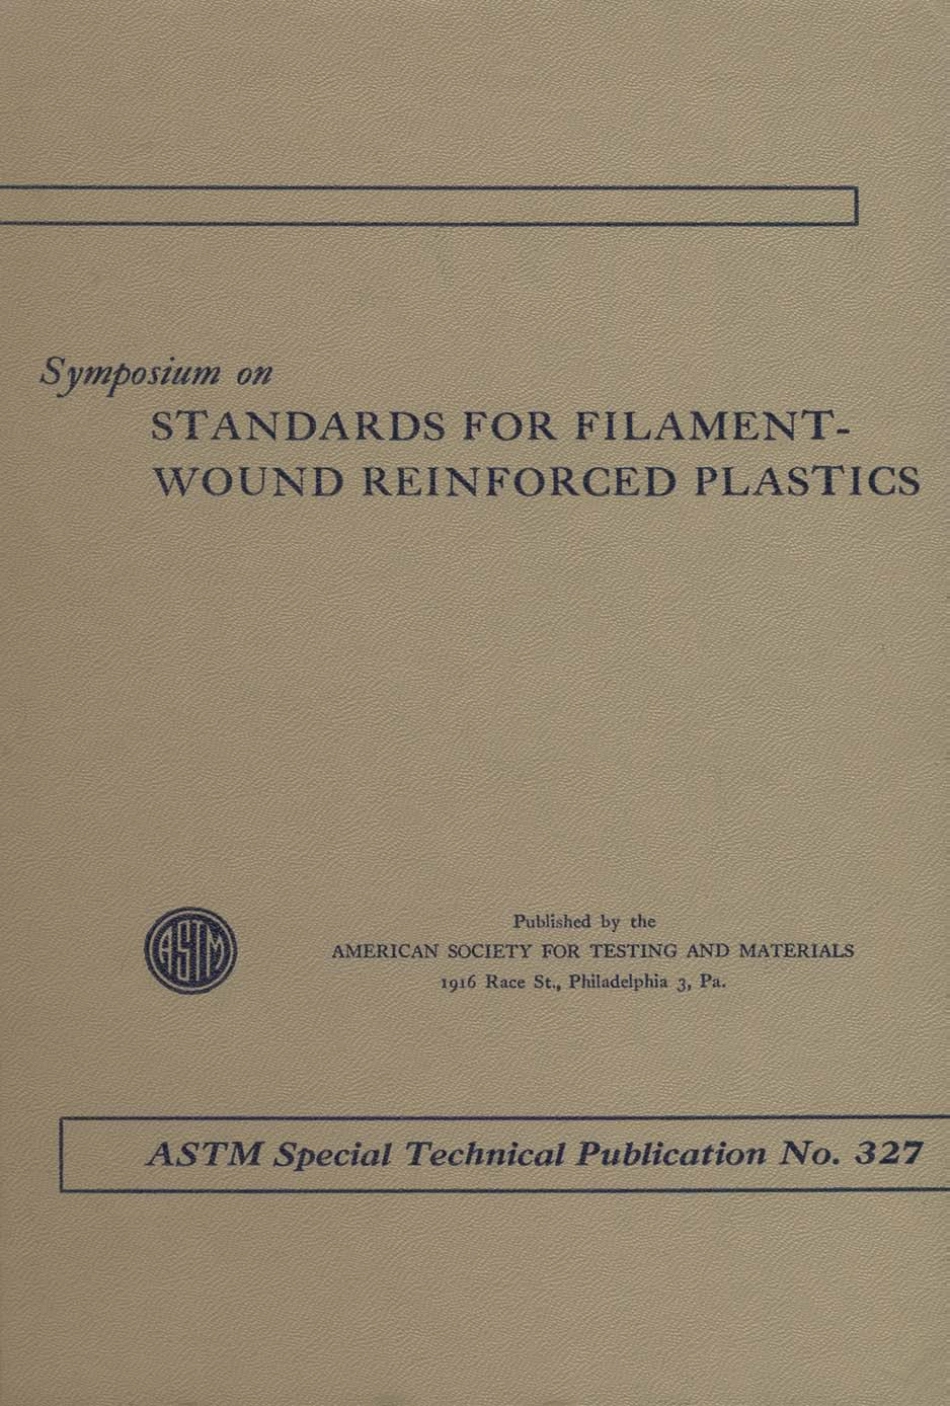 Symposium on
STANDARDS FOR FILAMENT-
WOUND REINFORCED PLASTICS
ASTM
Published by the
AMERICAN SOCIETY FOR TESTING AND MATERIALS
1916 Race St., Philadelphia 3, Pa.
ASTM Special Technical Publication No. 327